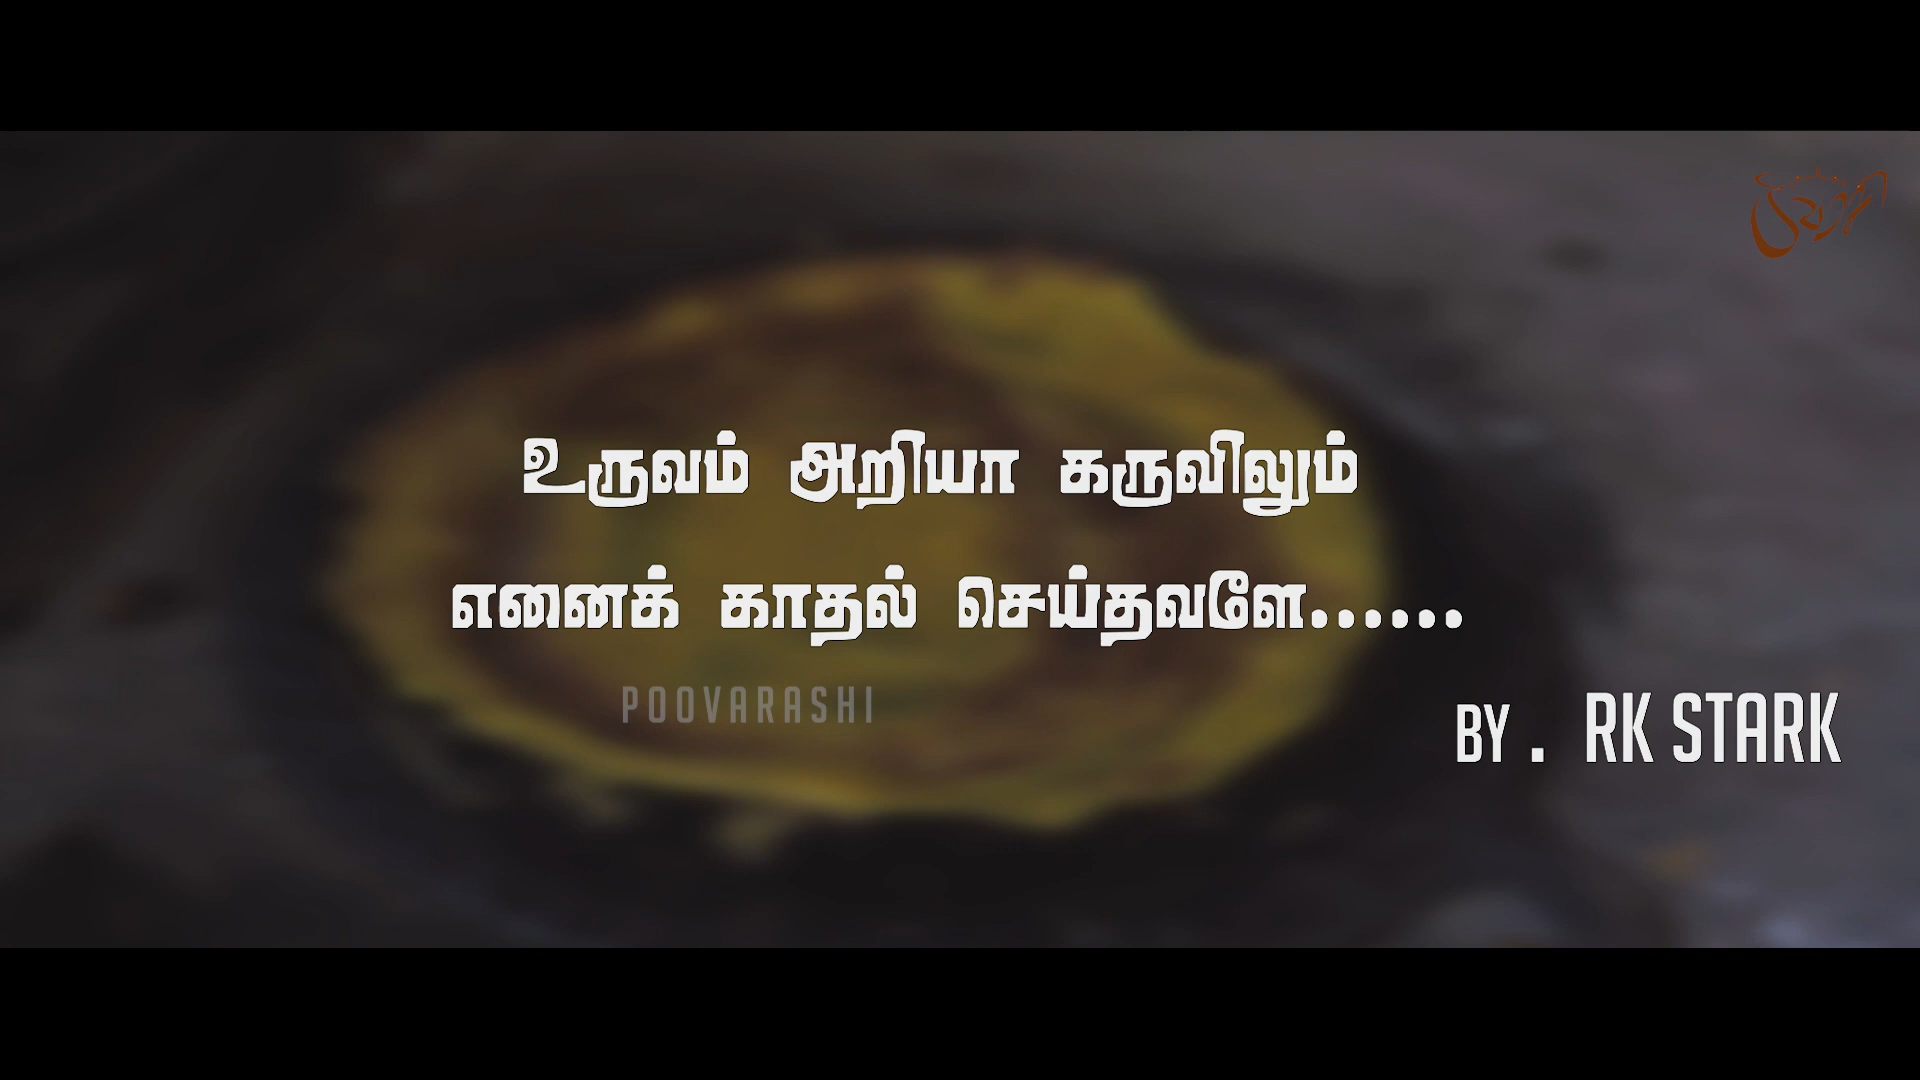 உருவம் அறியா கருவிலும்
எனைக் காதல் செய்தவளே......
POOVARASHI
BY . RK STARK